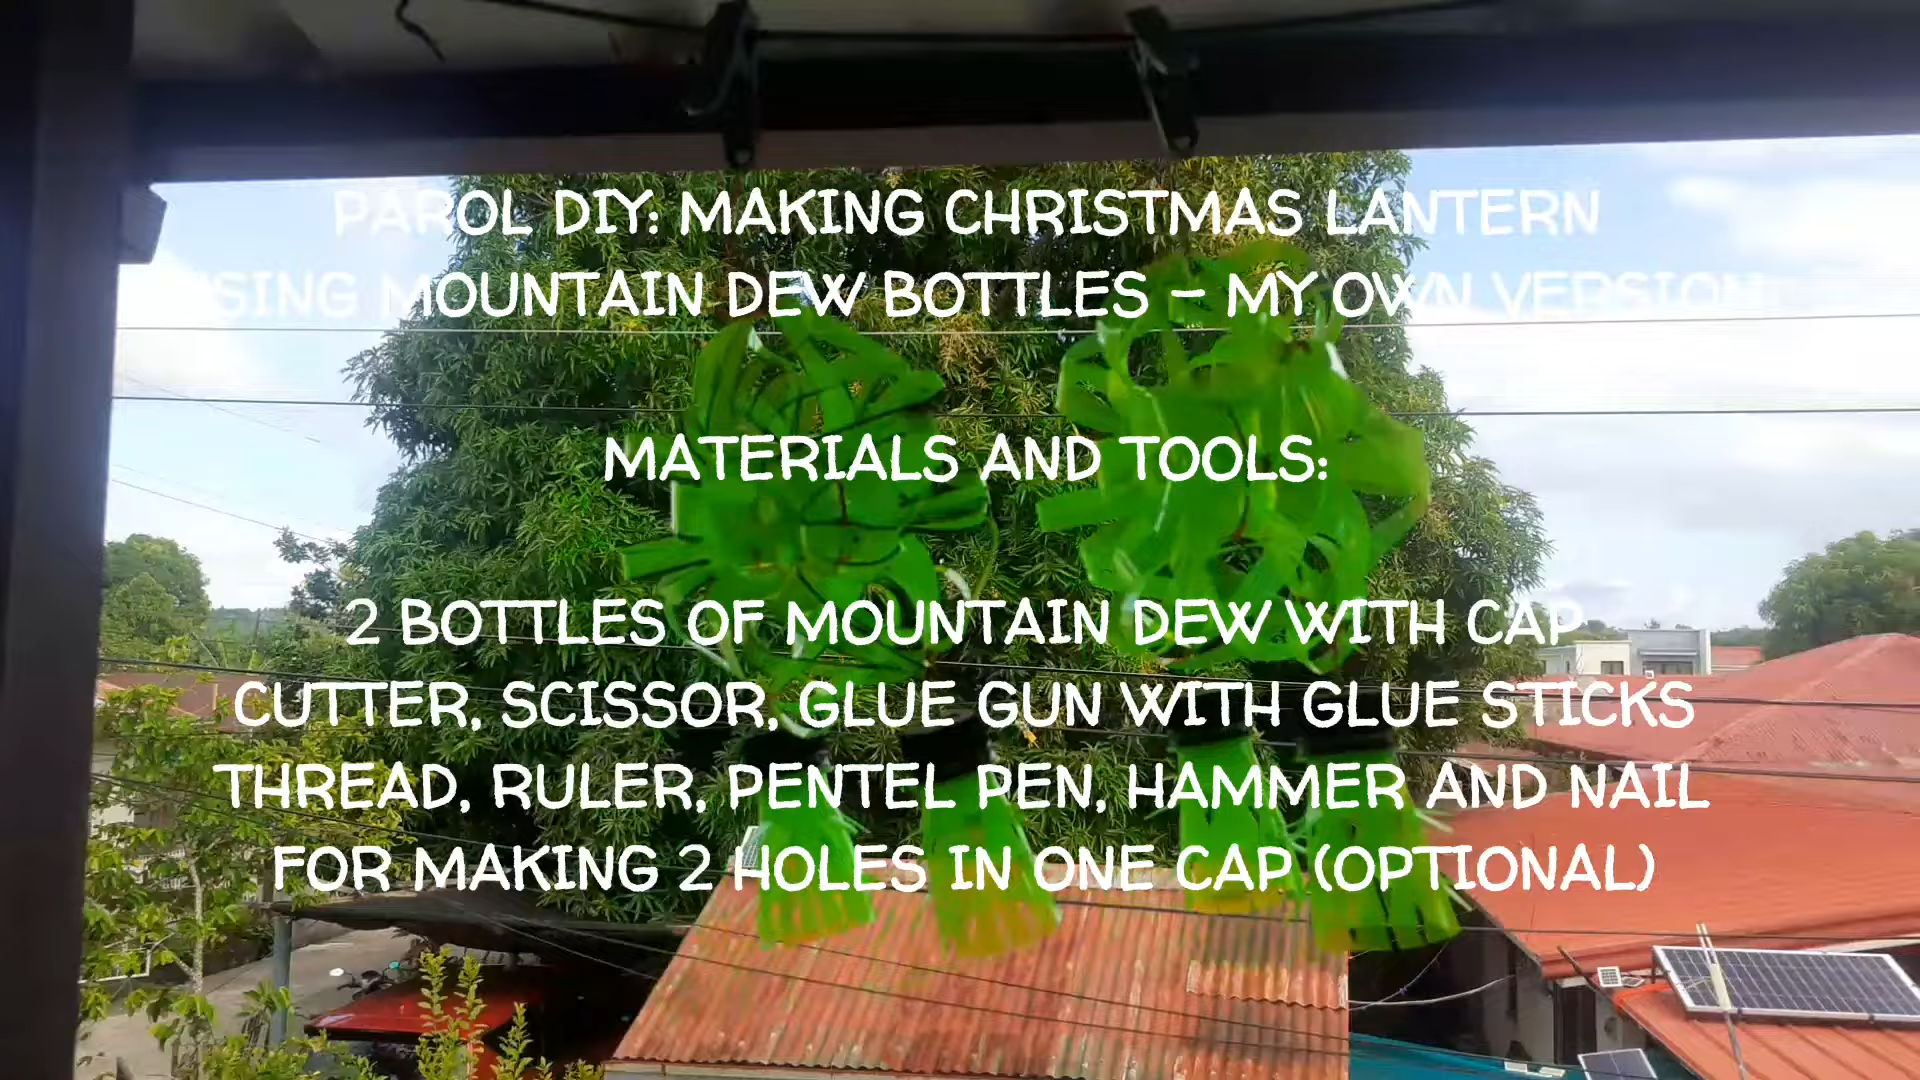 PAROL DIY: MAKING CHRISTMAS LANTERN
USING MOUNTAIN DEW BOTTLES – MY OWN VERSION
MATERIALS AND TOOLS:
2 BOTTLES OF MOUNTAIN DEW WITH CAP
CUTTER, SCISSOR, GLUE GUN WITH GLUE STICKS
THREAD, RULER, PENTEL PEN, HAMMER AND NAIL
FOR MAKING 2 HOLES IN ONE CAP (OPTIONAL)